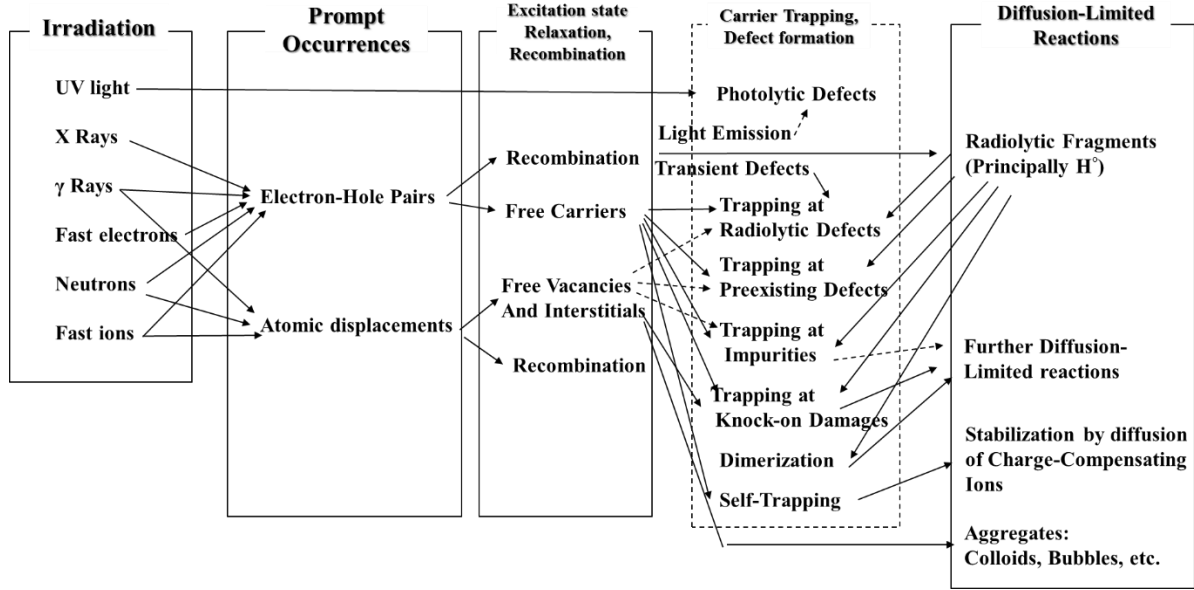 Irradiation
UV light
X Rays
γ Rays
Fast electrons
Neutrons
Fast ions
Prompt
Occurrences
Electron-Hole Pairs
Atomic displacements
Excitation state
Relaxation,
Recombination
Recombination
Free Carriers
Free Vacancies
And Interstitials
Recombination
Carrier Trapping,
Defect formation
Photolytic Defects
Light Emission
Transient Defects
Trapping at
Radiolytic Defects
Trapping at
Preexisting Defects
Trapping at
Impurities
Trapping at
Knock-on Damages
Dimerization
Self-Trapping
Diffusion-Limited
Reactions
Radiolytic Fragments
(Principally H°)
Further Diffusion-
Limited reactions
Stabilization by diffusion
of Charge-Compensating
Ions
Aggregates:
Colloids, Bubbles, etc.